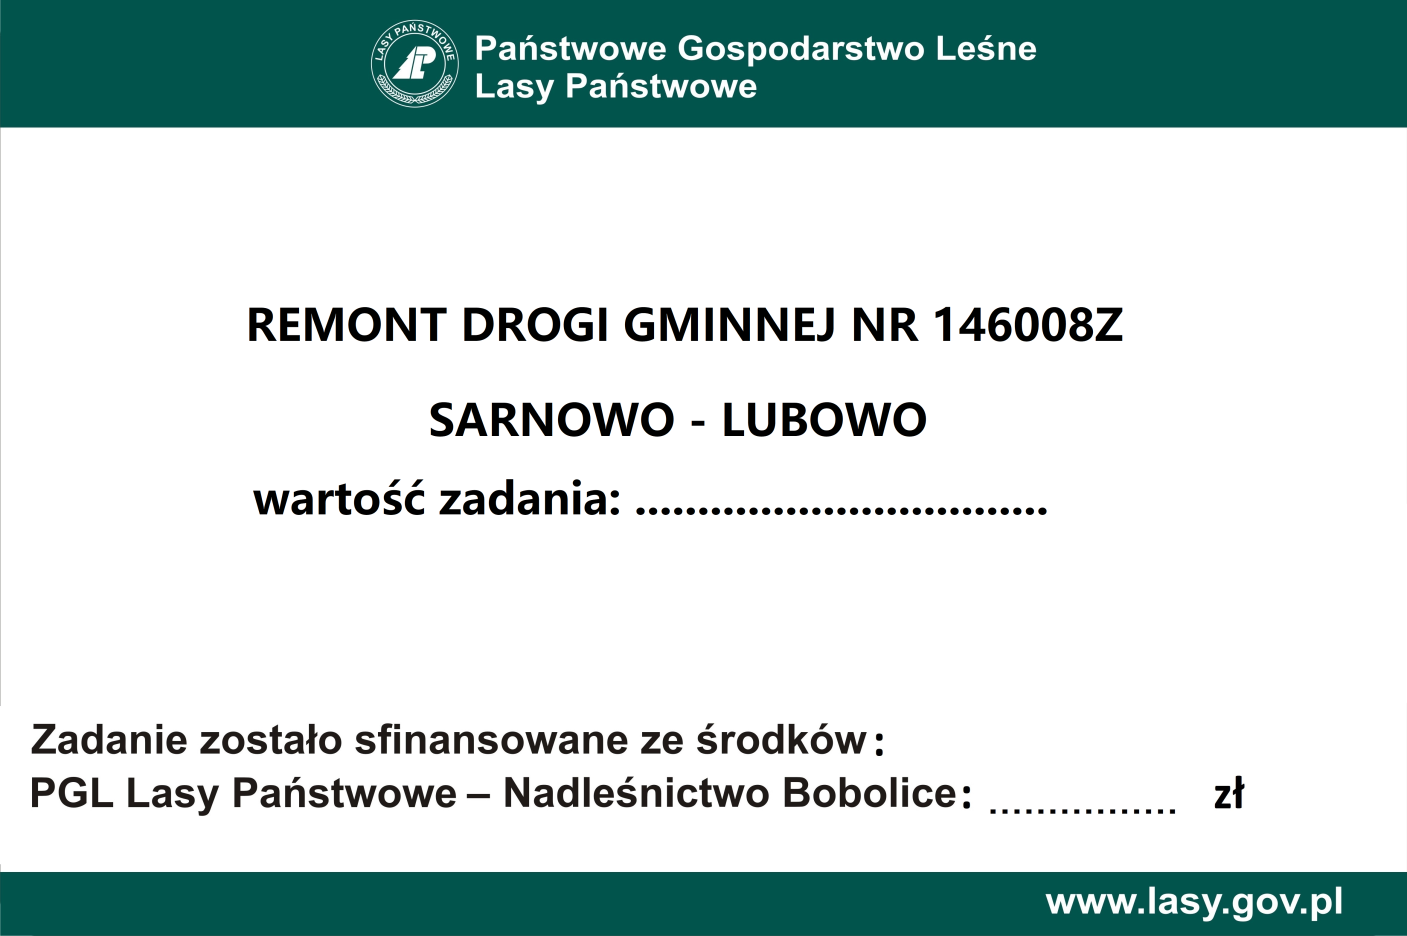 LASY PAŃSTWOWE
Państwowe Gospodarstwo Leśne
Lasy Państwowe
REMONT DROGI GMINNEJ NR 146008Z
SARNOWO - LUBOWO
wartość zadania: .................................
Zadanie zostało sfinansowane ze środków:
PGL Lasy Państwowe – Nadleśnictwo Bobolice: ................ zł
www.lasy.gov.pl